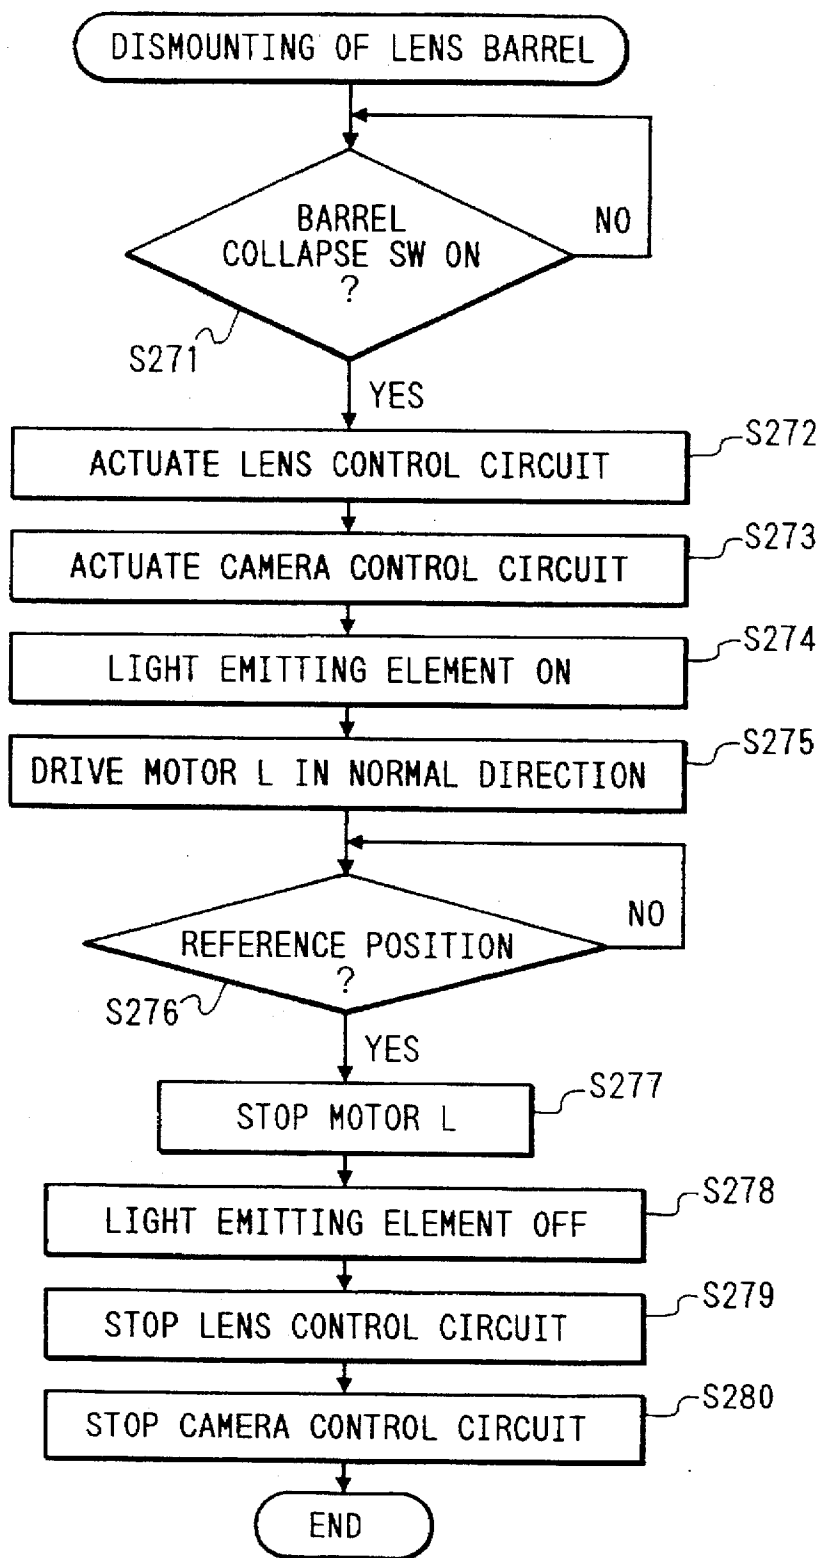 DISMOUNTING OF LENS BARREL
BARREL
COLLAPSE SW ON
?
NO
S271
YES
ACTUATE LENS CONTROL CIRCUIT
S272
ACTUATE CAMERA CONTROL CIRCUIT
S273
LIGHT EMITTING ELEMENT ON
S274
DRIVE MOTOR L IN NORMAL DIRECTION
S275
REFERENCE POSITION
?
NO
S276
YES
STOP MOTOR L
S277
LIGHT EMITTING ELEMENT OFF
S278
STOP LENS CONTROL CIRCUIT
S279
STOP CAMERA CONTROL CIRCUIT
S280
END